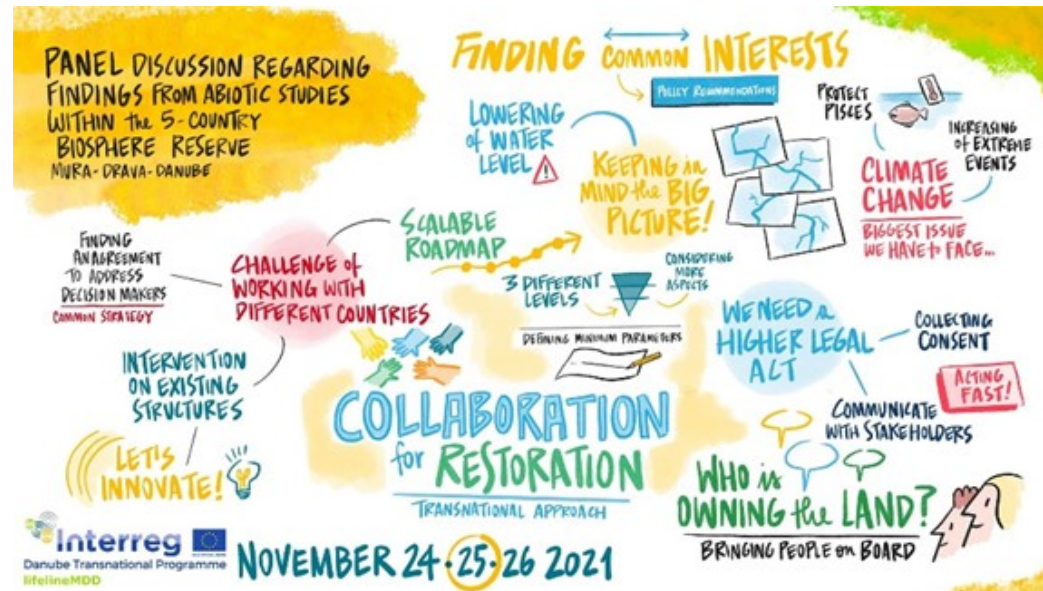 PANEL DISCUSSION REGARDING
FINDINGS FROM ABIOTIC STUDIES
WITHIN the 5-COUNTRY
BIOSPHERE RESERVE
MURA-DRAVA-DANUBE
FINDING COMMON INTERESTS
POLICY RECOMMENDATIONS
LOWERING
of WATER
LEVEL
KEEPING in
MIND the BIG
PICTURE!
PROTECT
PISCES
INCREASING
of EXTREME
EVENTS
CLIMATE
CHANGE
BIGGEST ISSUE
WE HAVE to FACE...
FINDING
AN AGREEMENT
TO ADDRESS
DECISION MAKERS
COMMON STRATEGY
CHALLENGE of
WORKING WITH
DIFFERENT COUNTRIES
SCALABLE
ROADMAP
3 DIFFERENT
LEVELS
CONSIDERING
MORE
ASPECTS
DEFINING MINIMUM PARAMETERS
WE NEED a
HIGHER LEGAL
ACT
COLLECTING
CONSENT
ACTING
FAST!
COMMUNICATE
WITH STAKEHOLDERS
INTERVENTION
ON EXISTING
STRUCTURES
LET'S
INNOVATE!
COLLABORATION
for RESTORATION
TRANSNATIONAL APPROACH
WHO is
OWNING the LAND?
BRINGING PEOPLE on BOARD
Interreg
Danube Transnational Programme
lifelineMDD
NOVEMBER 24·25·26 2021